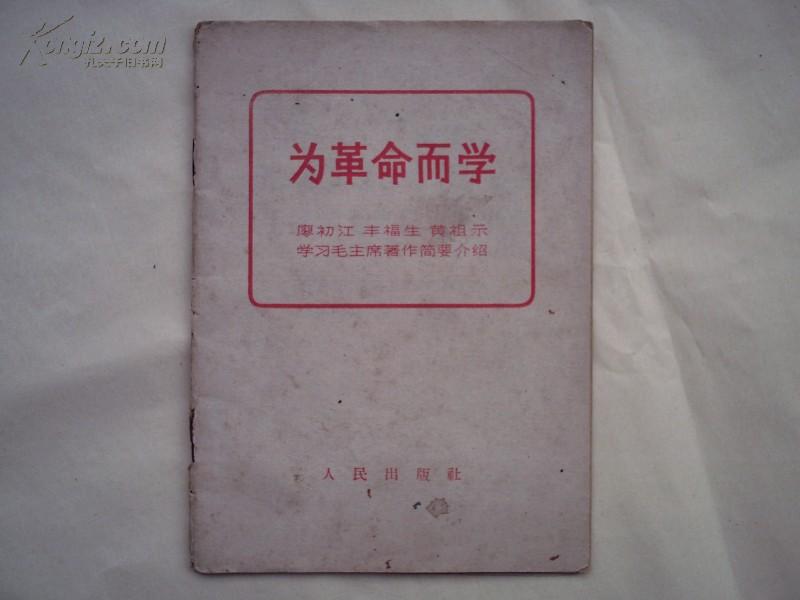 Kongfz.com
孔夫子旧书网
为革命而学
廖初江 丰福生 黄祖示
学习毛主席著作简要介绍
人民出版社